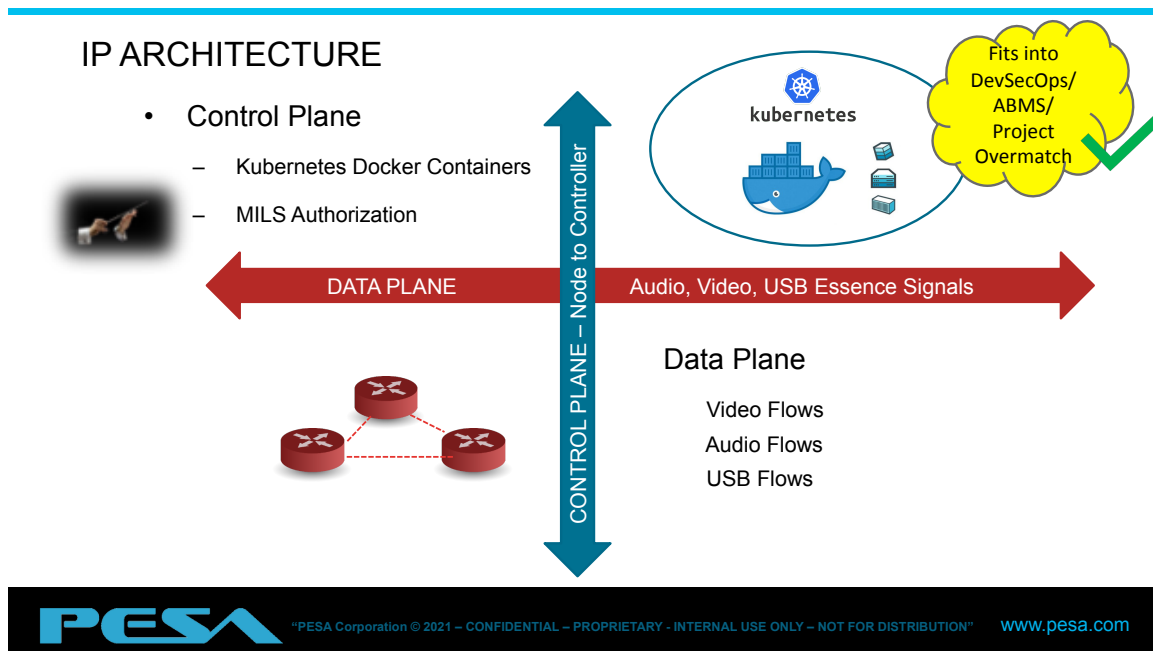 IP ARCHITECTURE
• Control Plane
– Kubernetes Docker Containers
– MILS Authorization
kubernetes
Fits into
DevSecOps/
ABMS/
Project
Overmatch
DATA PLANE
Audio, Video, USB Essence Signals
CONTROL PLANE – Node to Controller
Data Plane
Video Flows
Audio Flows
USB Flows
PESA
“PESA Corporation © 2021 – CONFIDENTIAL – PROPRIETARY - INTERNAL USE ONLY – NOT FOR DISTRIBUTION”
www.pesa.com